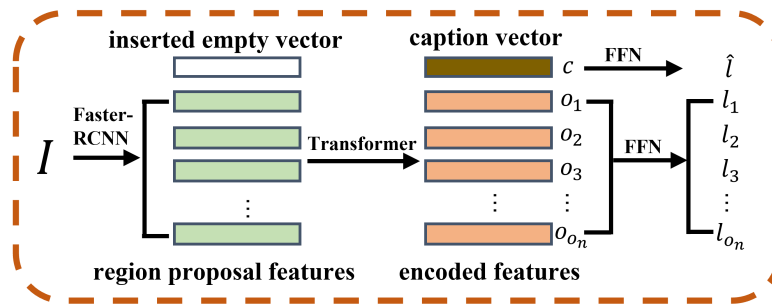 inserted empty vector
caption vector
c
FFN
l̂
I
Faster-
RCNN
Transformer
o₁
o₂
o₃
⋮
⋮
⋮
oₒₙ
FFN
l₁
l₂
l₃
⋮
lₒₙ
region proposal features
encoded features